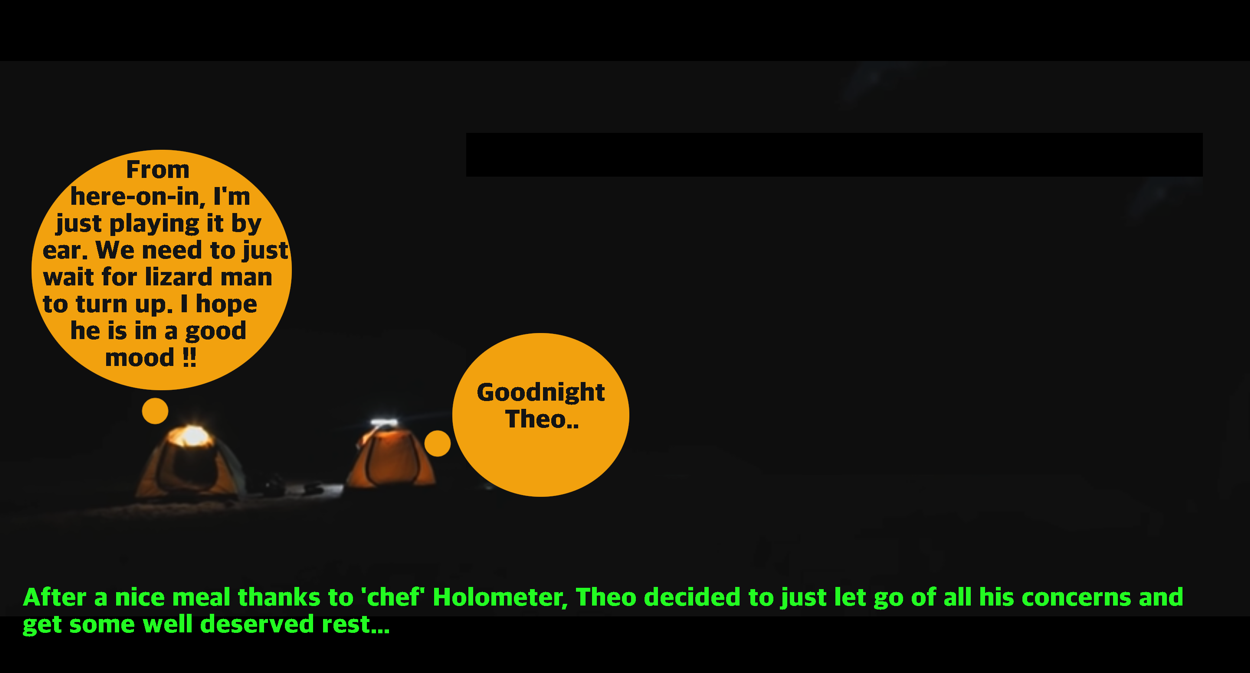 From
here-on-in, I'm
just playing it by
ear. We need to just
wait for lizard man
to turn up. I hope
he is in a good
mood !!
Goodnight
Theo..
After a nice meal thanks to 'chef' Holometer, Theo decided to just let go of all his concerns and
get some well deserved rest...